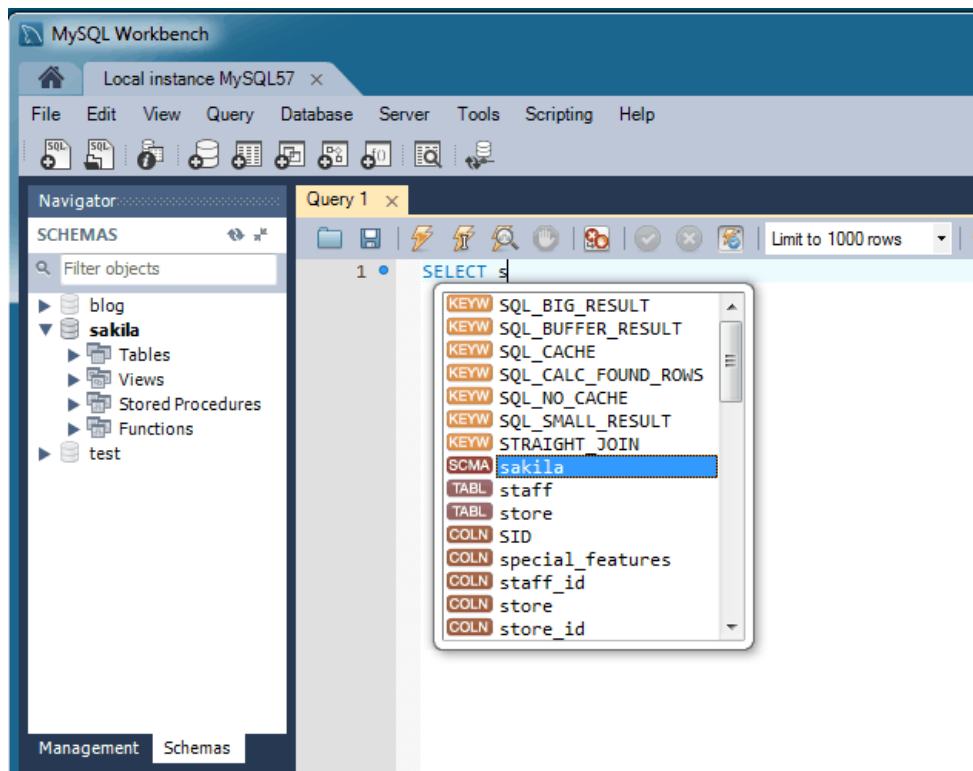 MySQL Workbench
Local instance MySQL57
File Edit View Query Database Server Tools Scripting Help
SQL SQL
Navigator
Query 1
SCHEMAS
Limit to 1000 rows
Filter objects
1 SELECT s
blog
sakila
Tables
Views
Stored Procedures
Functions
test
KEYW SQL_BIG_RESULT
KEYW SQL_BUFFER_RESULT
KEYW SQL_CACHE
KEYW SQL_CALC_FOUND_ROWS
KEYW SQL_NO_CACHE
KEYW SQL_SMALL_RESULT
KEYW STRAIGHT_JOIN
SCMA sakila
TABL staff
TABL store
COLN SID
COLN special_features
COLN staff_id
COLN store
COLN store_id
Management Schemas